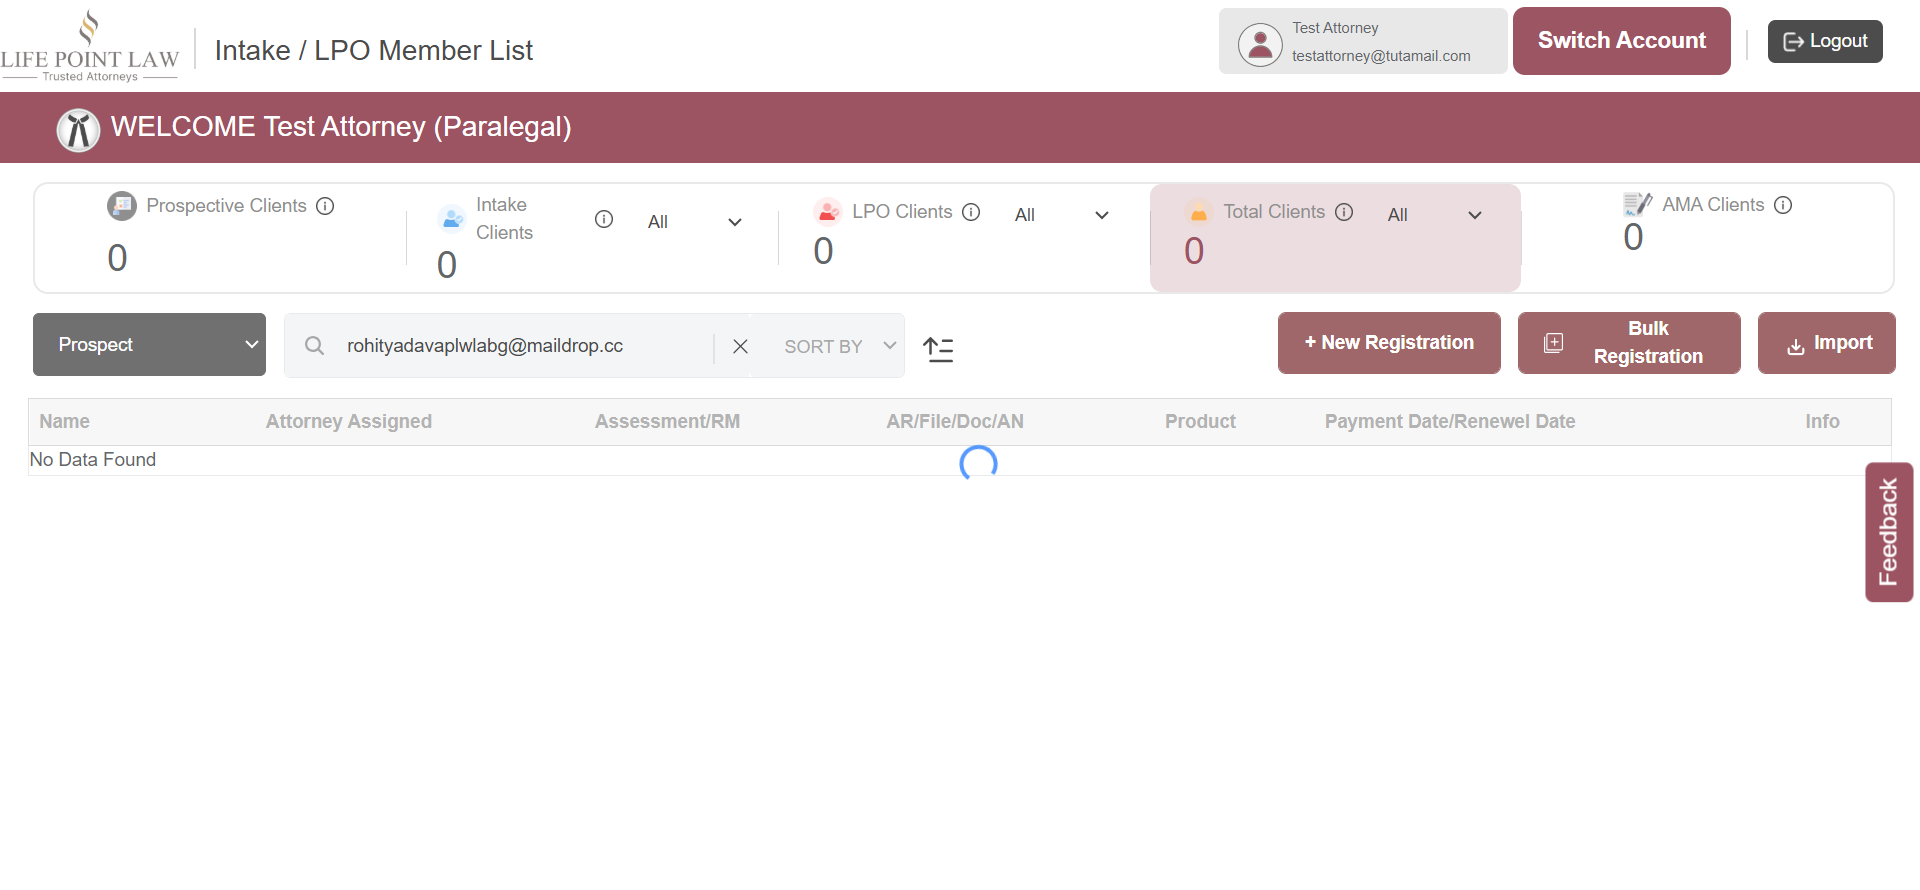 LIFE POINT LAW
Trusted Attorneys
Intake / LPO Member List
Test Attorney
testattorney@tutamail.com
Switch Account
Logout
WELCOME Test Attorney (Paralegal)
Prospective Clients
0
Intake
Clients
All
0
LPO Clients
All
0
Total Clients
All
0
AMA Clients
0
Prospect
rohityadavaplwlabg@maildrop.cc
SORT BY
+ New Registration
Bulk
Registration
Import
Name Attorney Assigned Assessment/RM AR/File/Doc/AN Product Payment Date/Renewel Date Info
No Data Found
Feedback